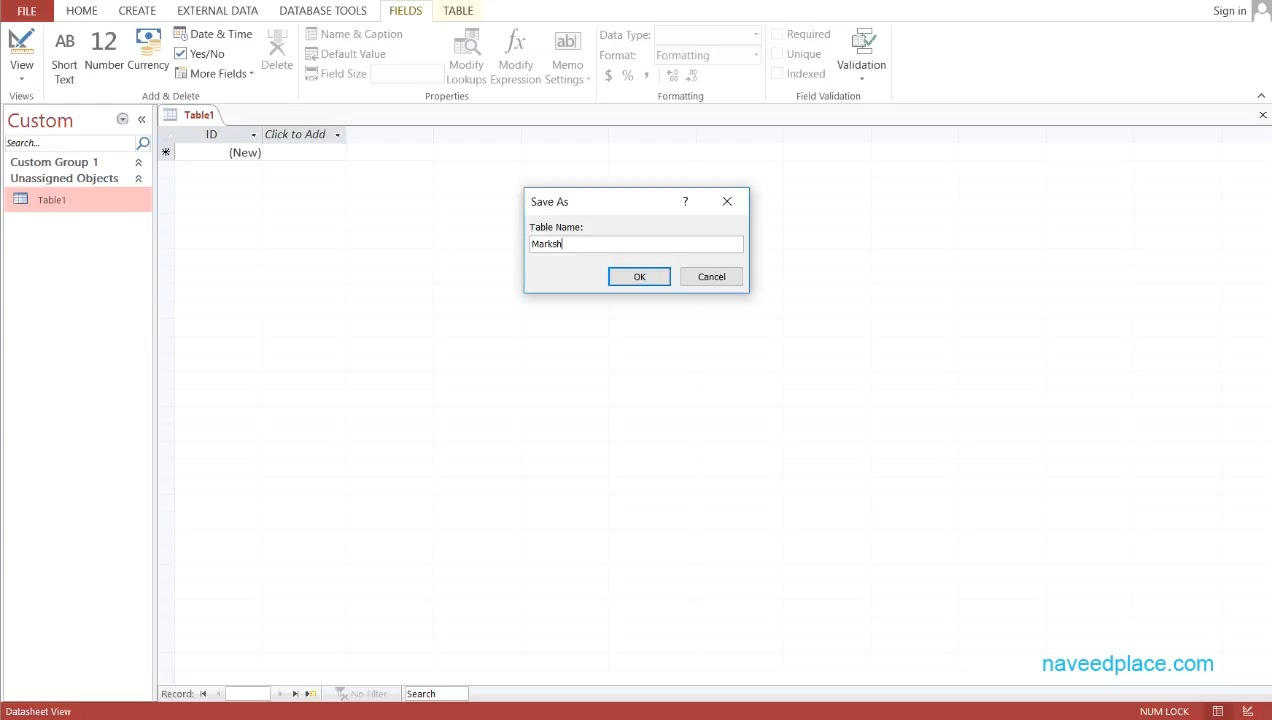 FILE HOME CREATE EXTERNAL DATA DATABASE TOOLS FIELDS TABLE Sign in
View
Views
AB Short Text
12 Number
Currency
Date & Time
Yes/No
More Fields
Delete
Add & Delete
Name & Caption
Default Value
Field Size
Modify Lookups
fx Modify Expression
ab Memo Settings
Properties
Data Type:
Format: Formatting
$ % ,
Formatting
Required
Unique
Indexed
Validation
Field Validation
Custom
Search...
Custom Group 1
Unassigned Objects
Table1
Table1
ID Click to Add
(New)
Save As ?
Table Name:
Marksh
OK Cancel
naveedplace.com
Record: No Filter Search
Datasheet View NUM LOCK